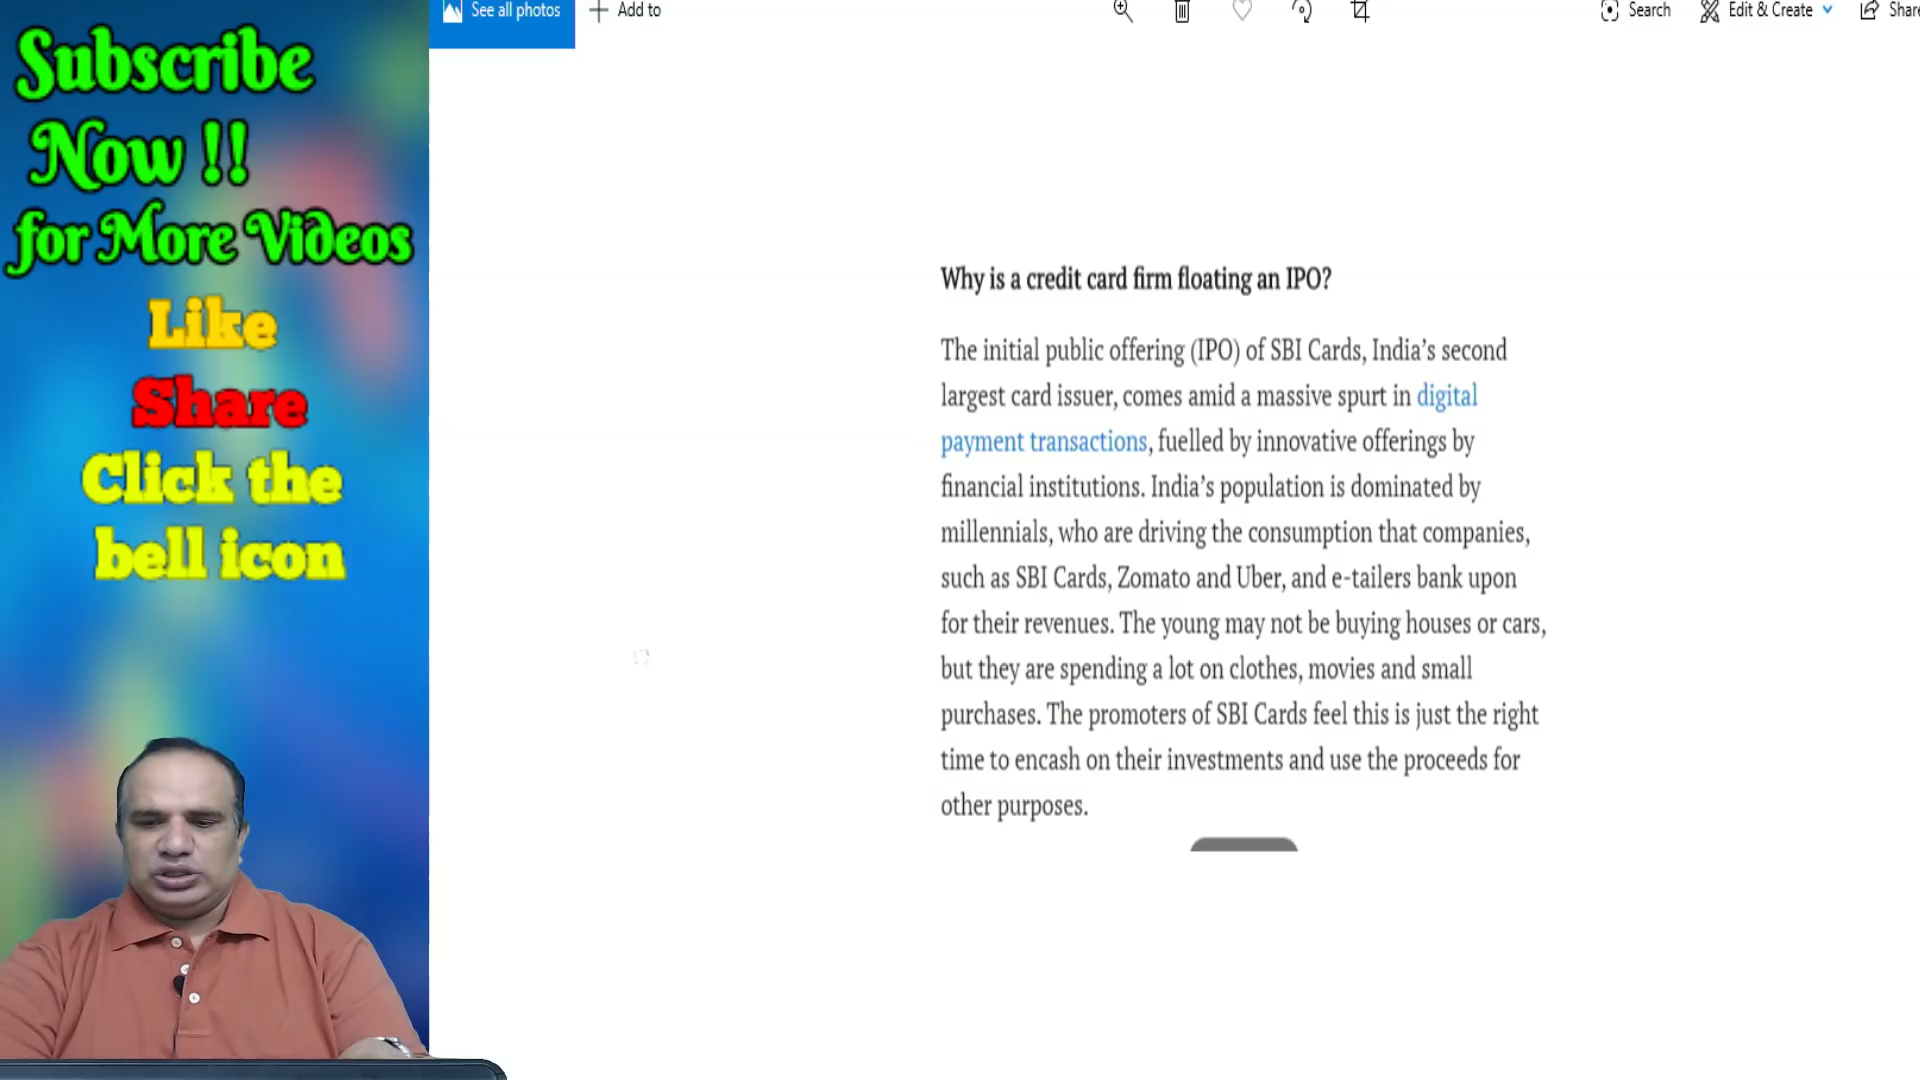 Subscribe
Now !!
for More Videos
Like
Share
Click the
bell icon
See all photos
Add to
Search
Edit & Create
Share
Why is a credit card firm floating an IPO?
The initial public offering (IPO) of SBI Cards, India’s second
largest card issuer, comes amid a massive spurt in digital
payment transactions, fuelled by innovative offerings by
financial institutions. India’s population is dominated by
millennials, who are driving the consumption that companies,
such as SBI Cards, Zomato and Uber, and e-tailers bank upon
for their revenues. The young may not be buying houses or cars,
but they are spending a lot on clothes, movies and small
purchases. The promoters of SBI Cards feel this is just the right
time to encash on their investments and use the proceeds for
other purposes.